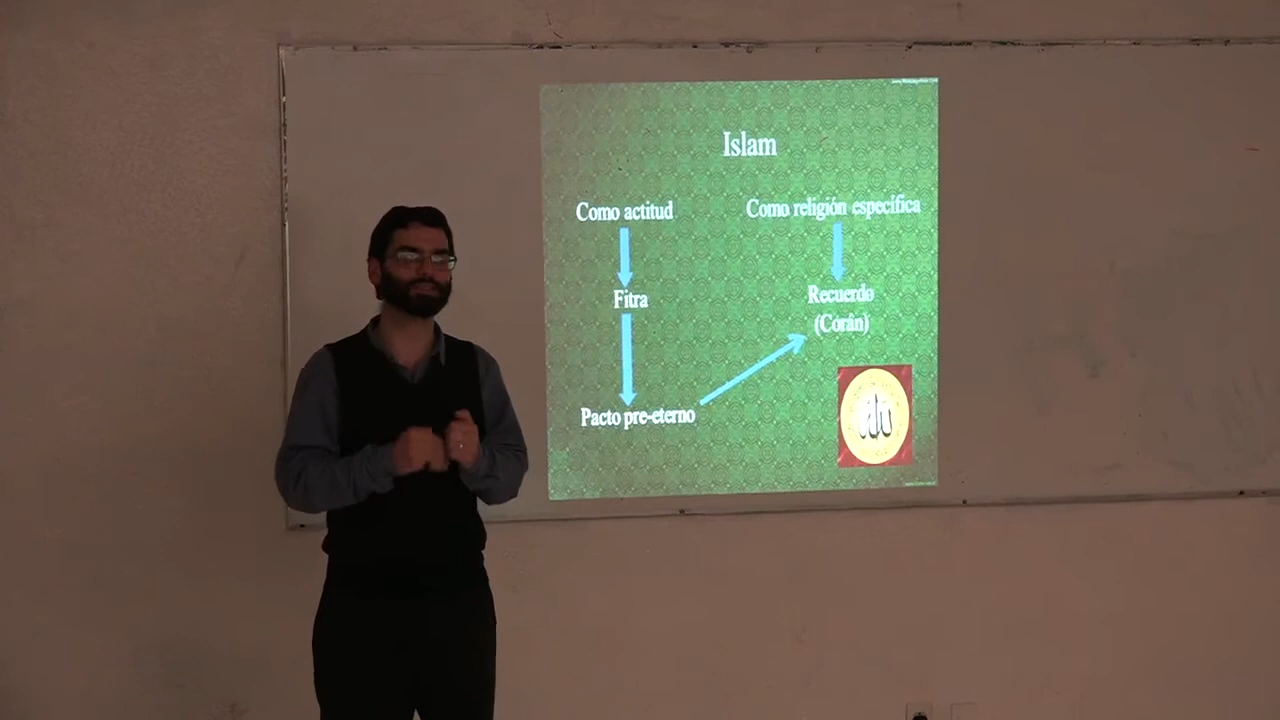 Islam
Como actitud
Como religión específica
Fitra
Recuerdo
(Corán)
Pacto pre-eterno